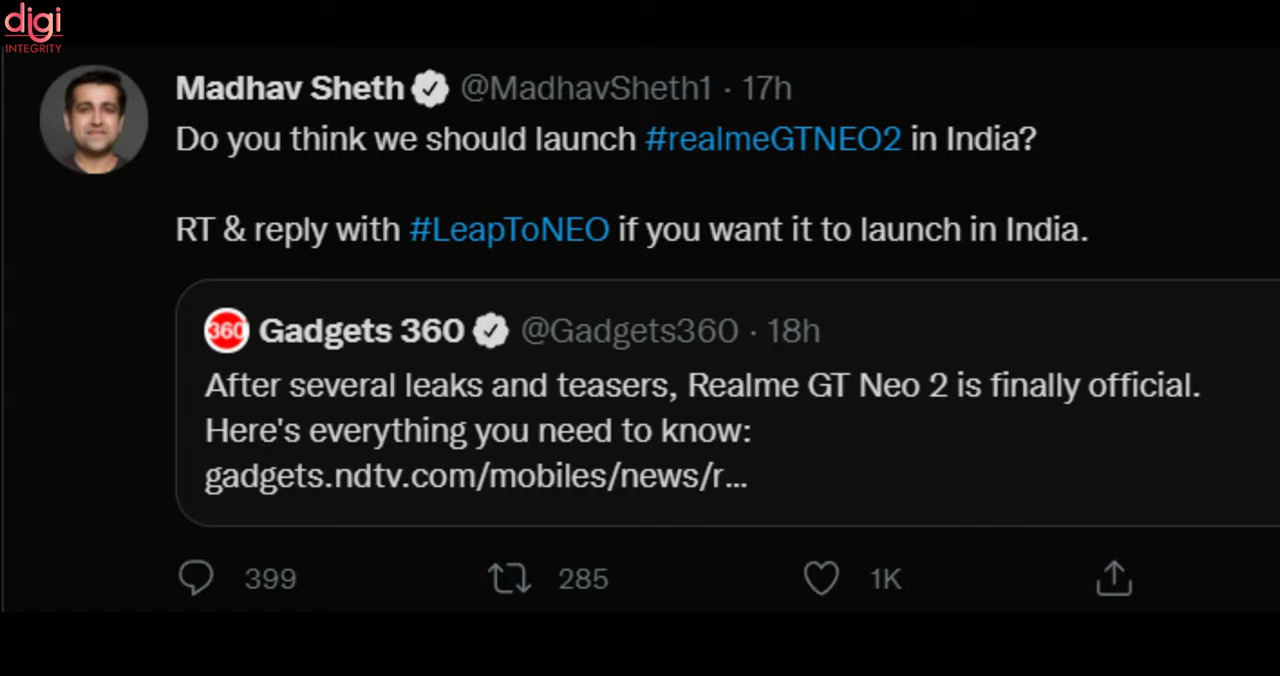 digi
INTEGRITY
Madhav Sheth @MadhavSheth1 · 17h
Do you think we should launch #realmeGTNEO2 in India?
RT & reply with #LeapToNEO if you want it to launch in India.
360 Gadgets 360 @Gadgets360 · 18h
After several leaks and teasers, Realme GT Neo 2 is finally official.
Here's everything you need to know:
gadgets.ndtv.com/mobiles/news/r...
399 285 1K